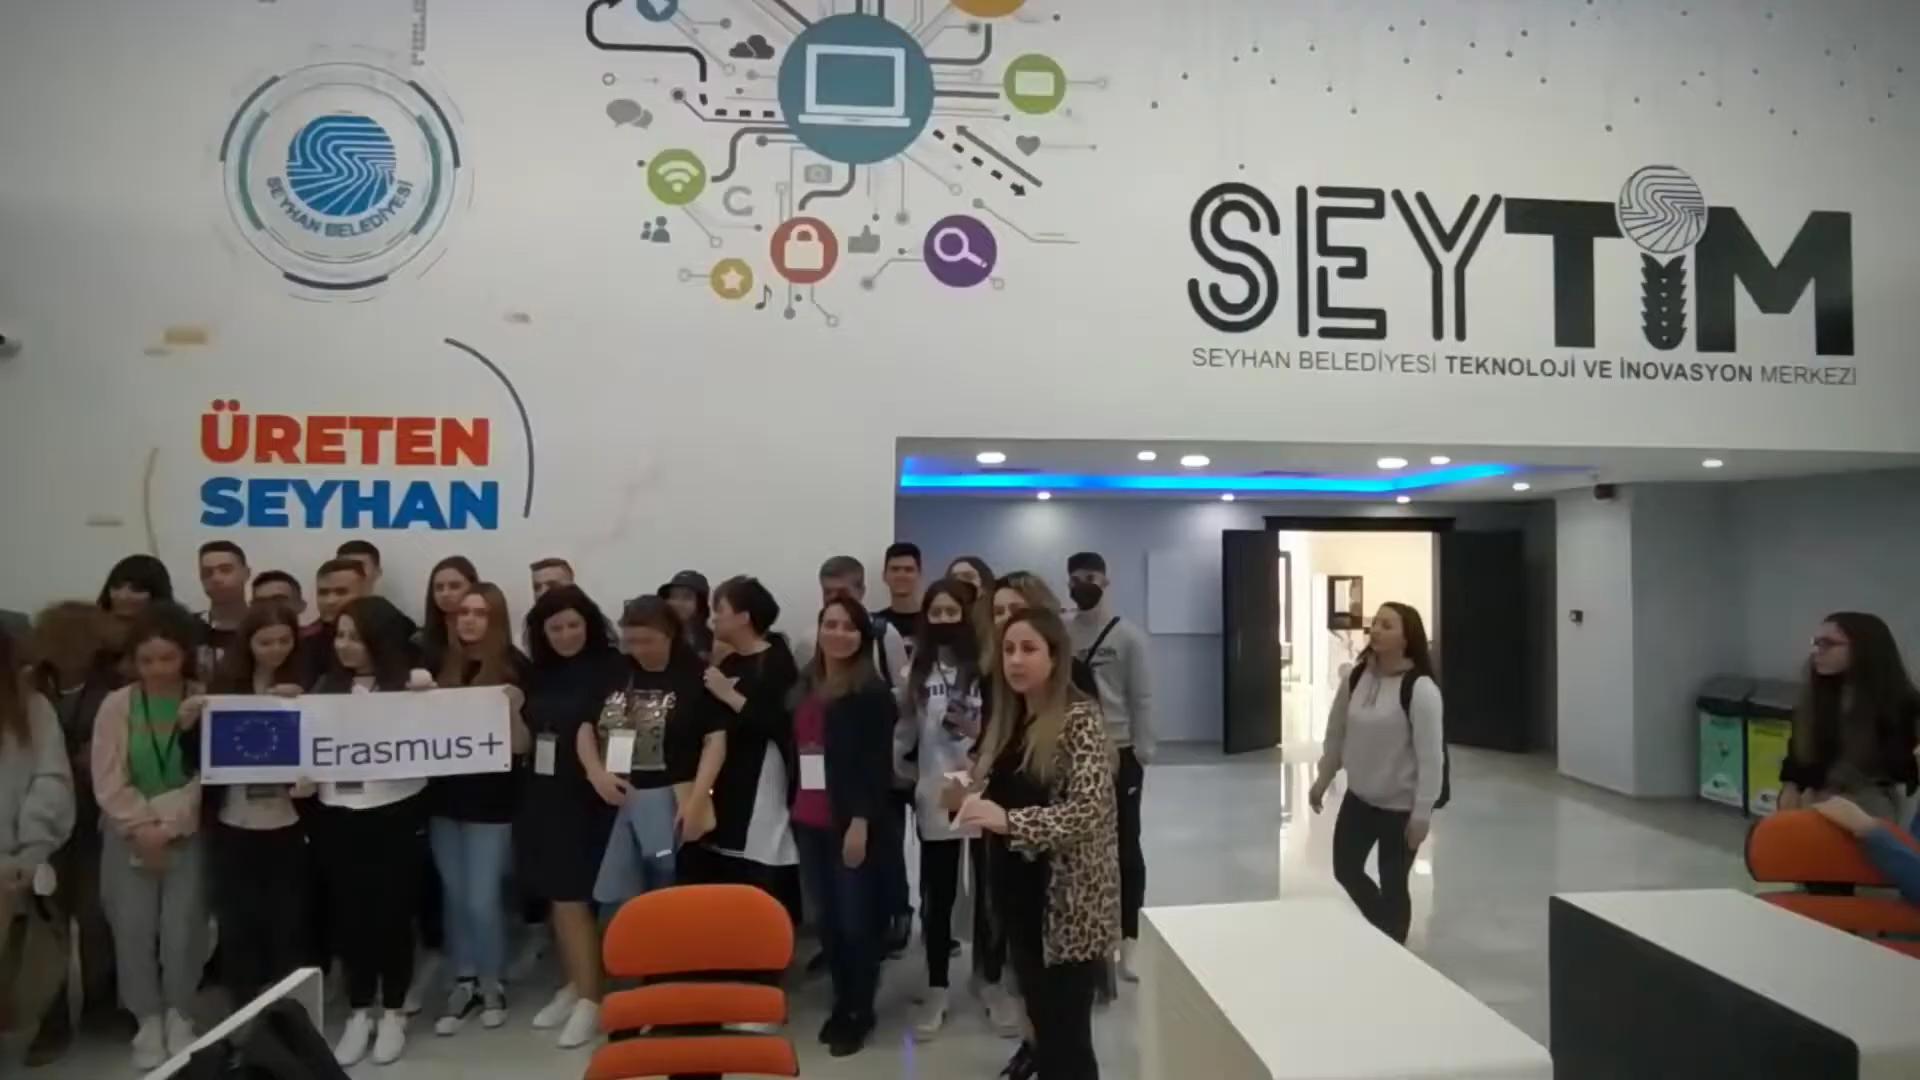 SEYHAN BELEDİYESİ
SEYTİM
SEYHAN BELEDİYESİ TEKNOLOJİ VE İNOVASYON MERKEZİ
ÜRETEN
SEYHAN
Erasmus+